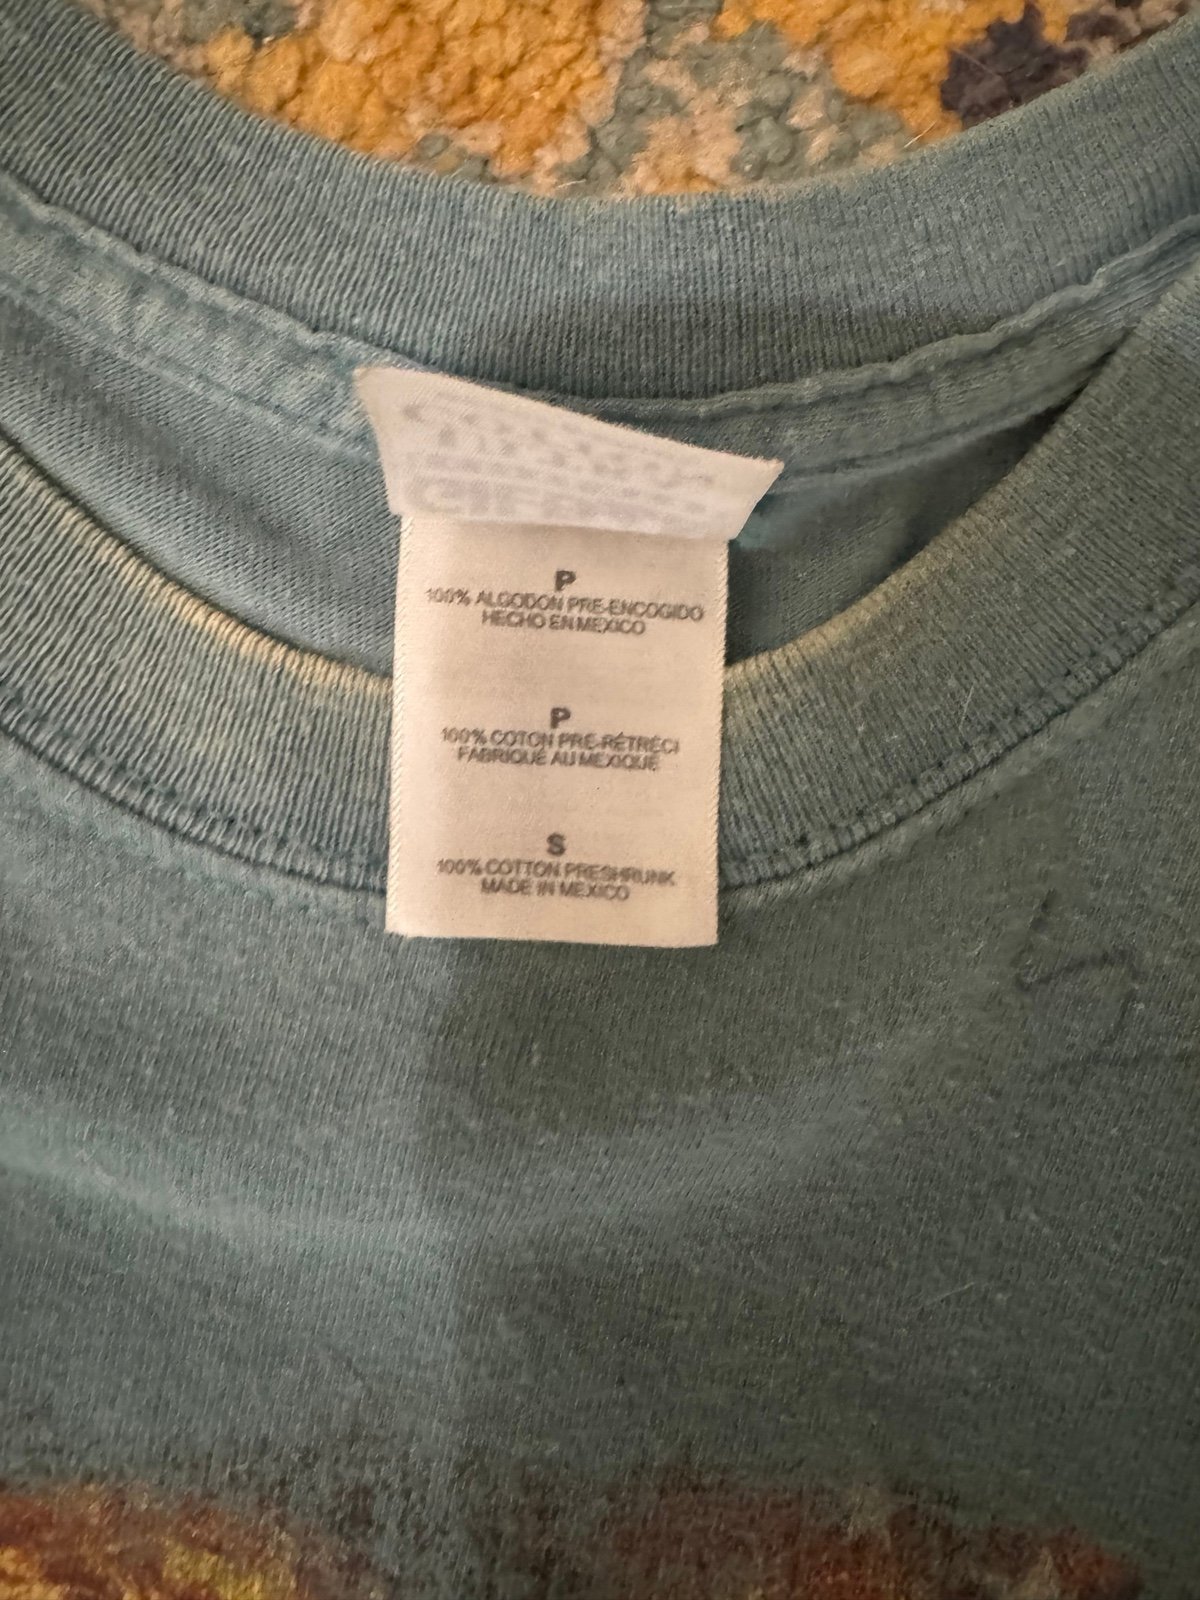 P
100% ALGODON PRE-ENCOGIDO
HECHO EN MEXICO
P
100% COTON PRÉ-RÉTRÉCI
FABRIQUÉ AU MEXIQUE
S
100% COTTON PRESHRUNK
MADE IN MEXICO